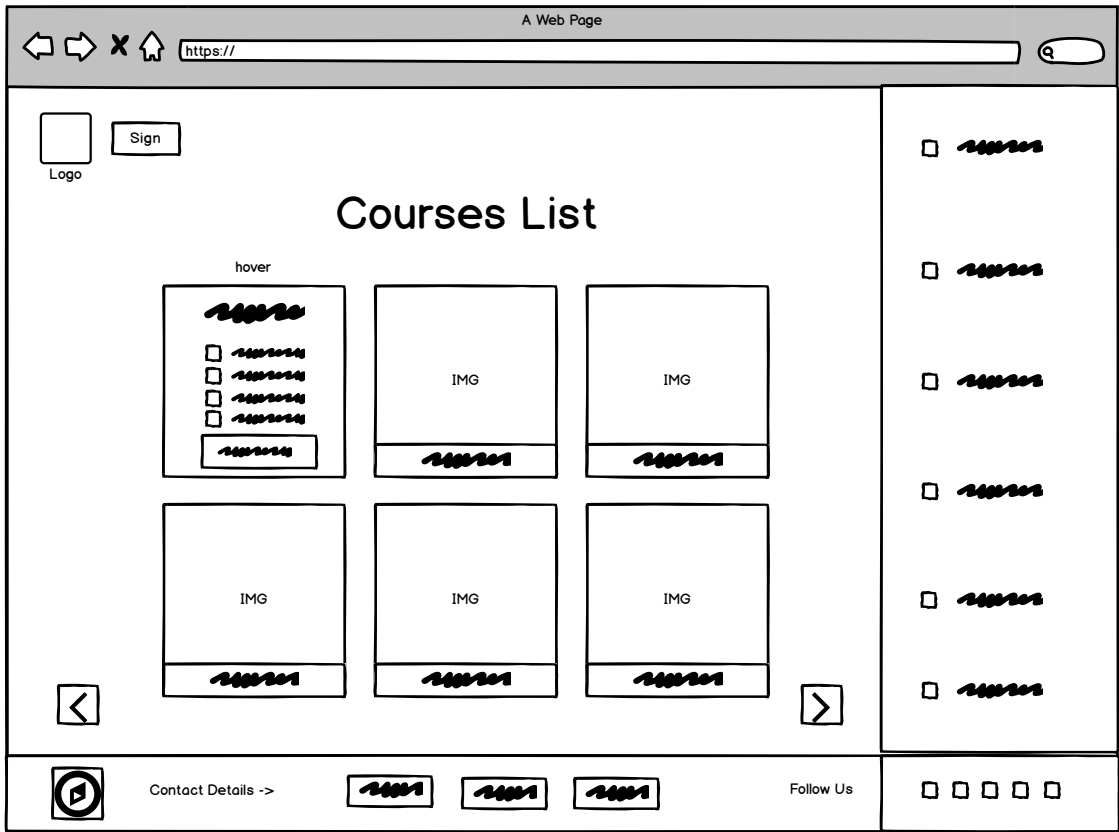 A Web Page
https://
Sign
Logo
Courses List
hover
IMG
IMG
IMG
IMG
IMG
Contact Details ->
Follow Us